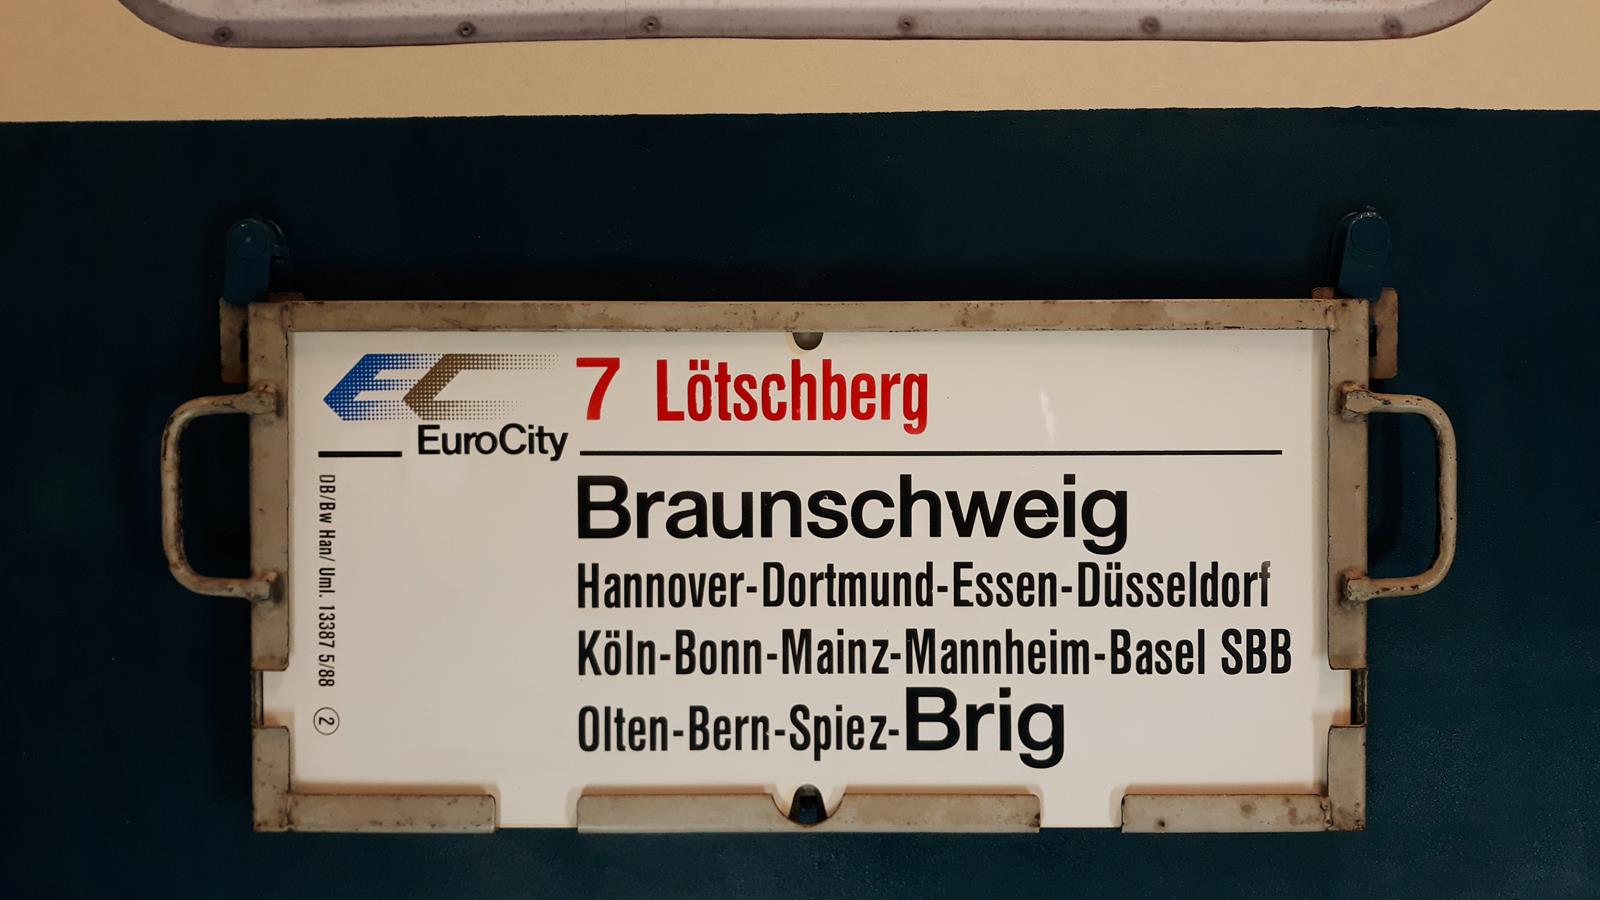 EC 7 Lötschberg
EuroCity
Braunschweig
Hannover-Dortmund-Essen-Düsseldorf
Köln-Bonn-Mainz-Mannheim-Basel SBB
Olten-Bern-Spiez-Brig
DB/Bw Han/ Uml. 13387 5/88 ②